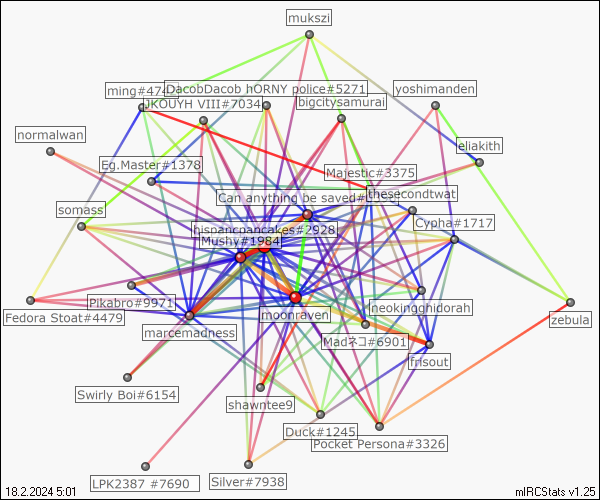 mukszi
DacobDacob hORNY police#5271
ming#474
yoshimanden
JKOUYH VIII#7034
bigcitysamurai
normalwan
eliakith
Eg.Master#1378
Majestic#3375
Can anything be saved#
thesecondtwat
somass
Cypha#1717
hispancpancakes#2928
Mushy#1984
Pikabro#9971
neokingghidorah
Fedora Stoat#4479
moonraven
zebula
marcemadness
Madネコ#6901
frisout
Swirly Boi#6154
shawntee9
Duck#1245
Pocket Persona#3326
LPK2387 #7690
Silver#7938
18.2.2024 5:01
mIRCStats v1.25